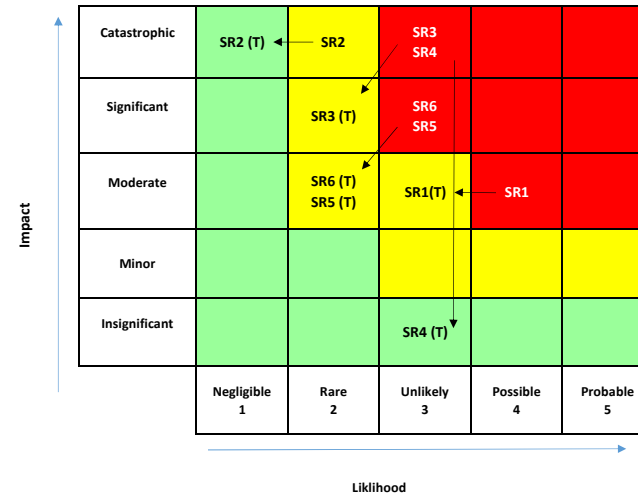 Catastrophic
SR2 (T)
SR2
SR3
SR4
Significant
SR3 (T)
SR6
SR5
Moderate
SR6 (T)
SR5 (T)
SR1(T)
SR1
Minor
Insignificant
SR4 (T)
Impact
Negligible
1
Rare
2
Unlikely
3
Possible
4
Probable
5
Liklihood